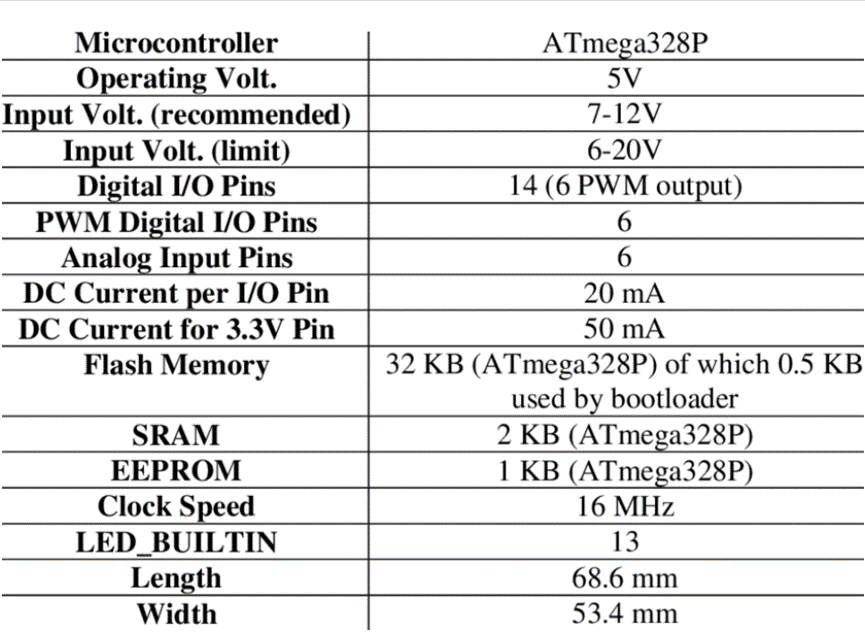 Microcontroller ATmega328P
Operating Volt. 5V
Input Volt. (recommended) 7-12V
Input Volt. (limit) 6-20V
Digital I/O Pins 14 (6 PWM output)
PWM Digital I/O Pins 6
Analog Input Pins 6
DC Current per I/O Pin 20 mA
DC Current for 3.3V Pin 50 mA
Flash Memory 32 KB (ATmega328P) of which 0.5 KB
used by bootloader
SRAM 2 KB (ATmega328P)
EEPROM 1 KB (ATmega328P)
Clock Speed 16 MHz
LED_BUILTIN 13
Length 68.6 mm
Width 53.4 mm